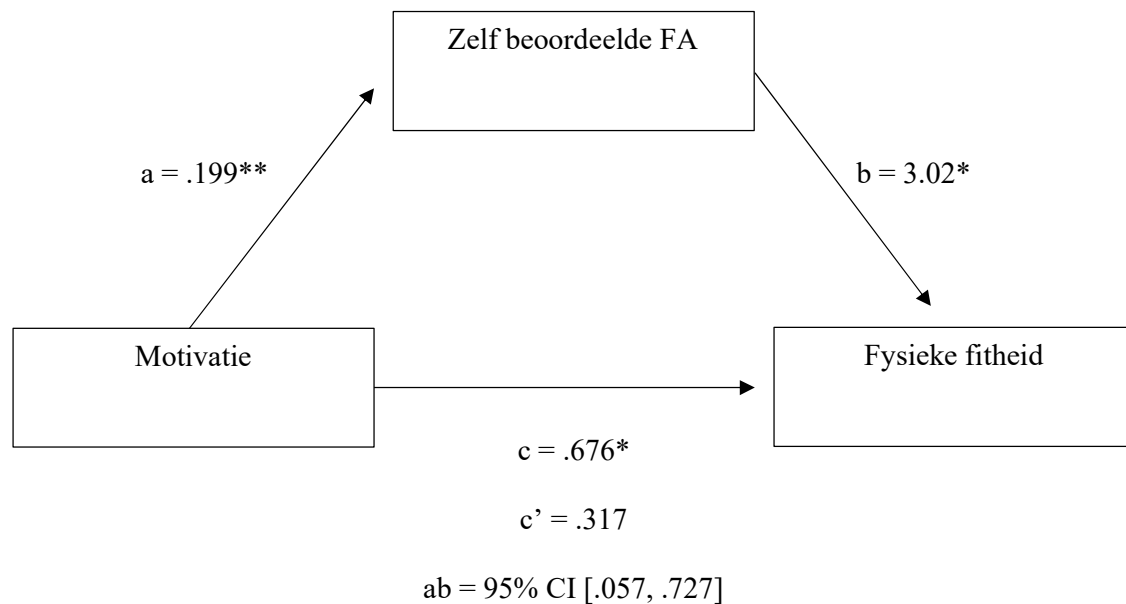 Zelf beoordeelde FA
a = .199**
b = 3.02*
Motivatie
Fysieke fitheid
c = .676*
c’ = .317
ab = 95% CI [.057, .727]